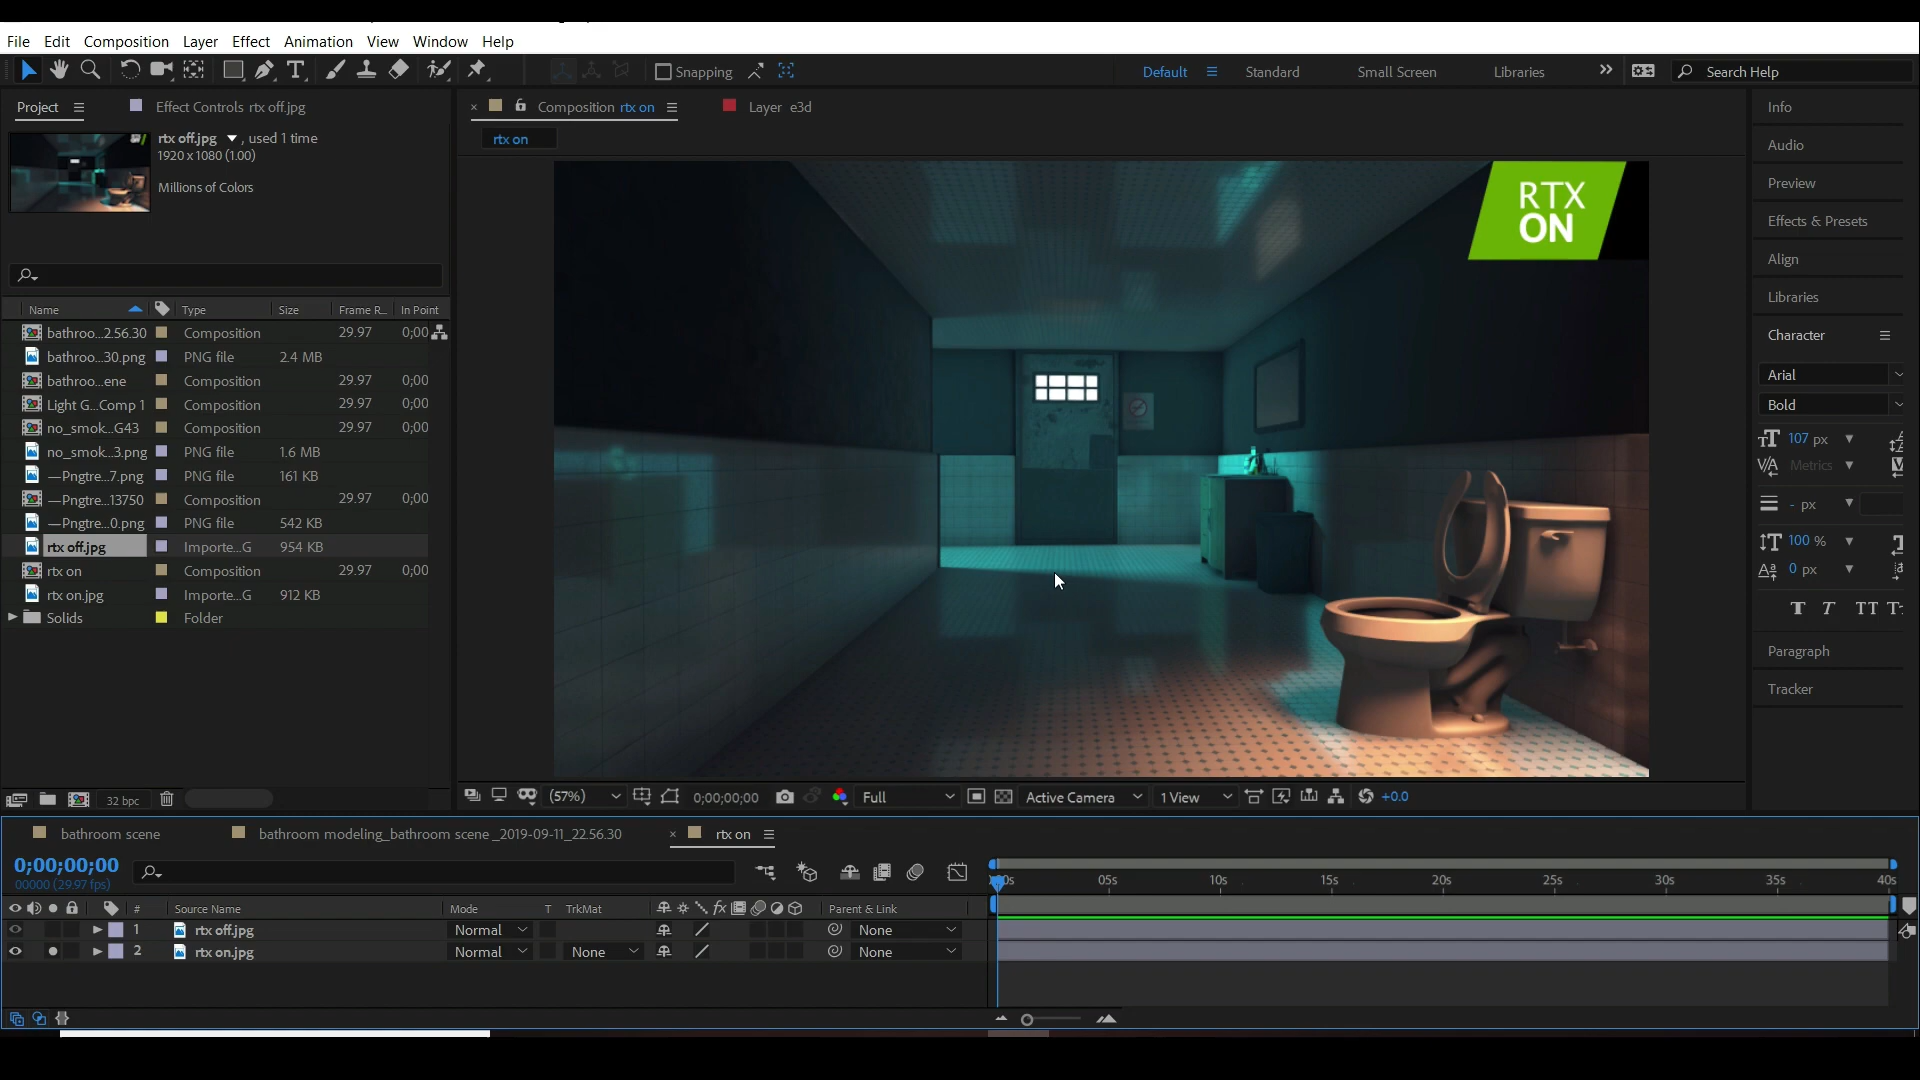 File Edit Composition Layer Effect Animation View Window Help
Snapping
Default Standard Small Screen Libraries Search Help
Project Effect Controls rtx off.jpg
Composition rtx on Layer e3d
rtx on
rtx off.jpg , used 1 time
1920 x 1080 (1.00)
Millions of Colors
Name Type Size Frame R... In Point
bathroo...2.56.30 Composition 29.97 0;00
bathroo...30.png PNG file 2.4 MB
bathroo...ene Composition 29.97 0;00
Light G...Comp 1 Composition 29.97 0;00
no_smok...G43 Composition 29.97 0;00
no_smok...3.png PNG file 1.6 MB
—Pngtre...7.png PNG file 161 KB
—Pngtre...13750 Composition 29.97 0;00
—Pngtre...0.png PNG file 542 KB
rtx off.jpg Importe...G 954 KB
rtx on Composition 29.97 0;00
rtx on.jpg Importe...G 912 KB
Solids Folder
32 bpc
RTX
ON
(57%) 0;00;00;00 Full Active Camera 1 View +0.0
Info
Audio
Preview
Effects & Presets
Align
Libraries
Character
Arial
Bold
107 px
Metrics
- px
100 %
0 px
T T TT
Paragraph
Tracker
bathroom scene bathroom modeling_bathroom scene _2019-09-11_22.56.30 rtx on
0;00;00;00
00000 (29.97 fps)
05s 10s 15s 20s 25s 30s 35s 40s
# Source Name Mode T TrkMat fx Parent & Link
1 rtx off.jpg Normal None
2 rtx on.jpg Normal None None